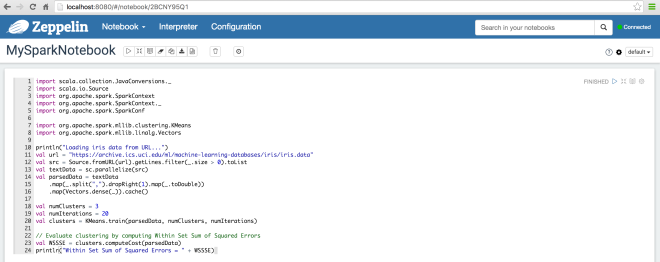 localhost:8080/#/notebook/2BCNY95Q1
Zeppelin Notebook Interpreter Configuration Search in your notebooks Connected
MySparkNotebook default
FINISHED
1 import scala.collection.JavaConversions._
2 import scala.io.Source
3 import org.apache.spark.SparkContext
4 import org.apache.spark.SparkContext._
5 import org.apache.spark.SparkConf
6
7 import org.apache.spark.mllib.clustering.KMeans
8 import org.apache.spark.mllib.linalg.Vectors
9
10 println("Loading iris data from URL...")
11 val url = "https://archive.ics.uci.edu/ml/machine-learning-databases/iris/iris.data"
12 val src = Source.fromURL(url).getLines.filter(_.size > 0).toList
13 val textData = sc.parallelize(src)
14 val parsedData = textData
15 .map(_.split(",").dropRight(1).map(_.toDouble))
16 .map(Vectors.dense(_)).cache()
17
18 val numClusters = 3
19 val numIterations = 20
20 val clusters = KMeans.train(parsedData, numClusters, numIterations)
21
22 // Evaluate clustering by computing Within Set Sum of Squared Errors
23 val WSSSE = clusters.computeCost(parsedData)
24 println("Within Set Sum of Squared Errors = " + WSSSE)